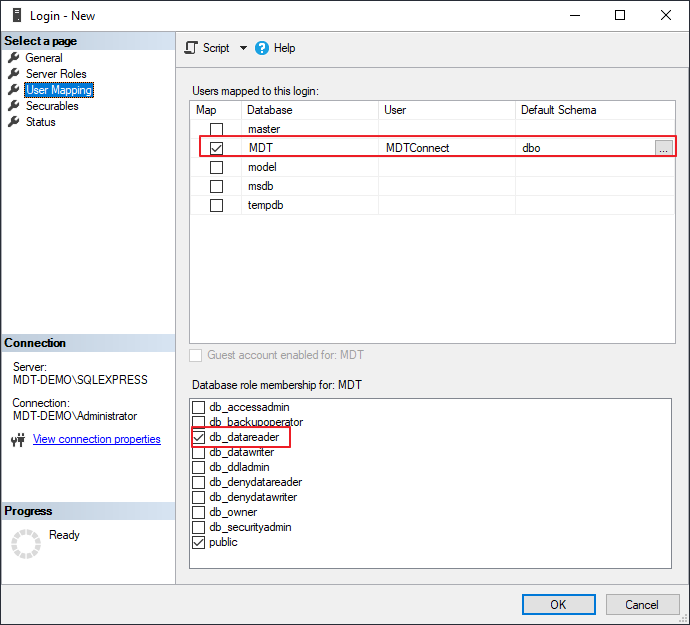 Login - New
Select a page
General
Server Roles
User Mapping
Securables
Status
Script Help
Users mapped to this login:
Map Database User Default Schema
master
MDT MDTConnect dbo ...
model
msdb
tempdb
Guest account enabled for: MDT
Database role membership for: MDT
db_accessadmin
db_backupoperator
db_datareader
db_datawriter
db_ddladmin
db_denydatareader
db_denydatawriter
db_owner
db_securityadmin
public
Connection
Server:
MDT-DEMO\SQLEXPRESS
Connection:
MDT-DEMO\Administrator
View connection properties
Progress
Ready
OK Cancel